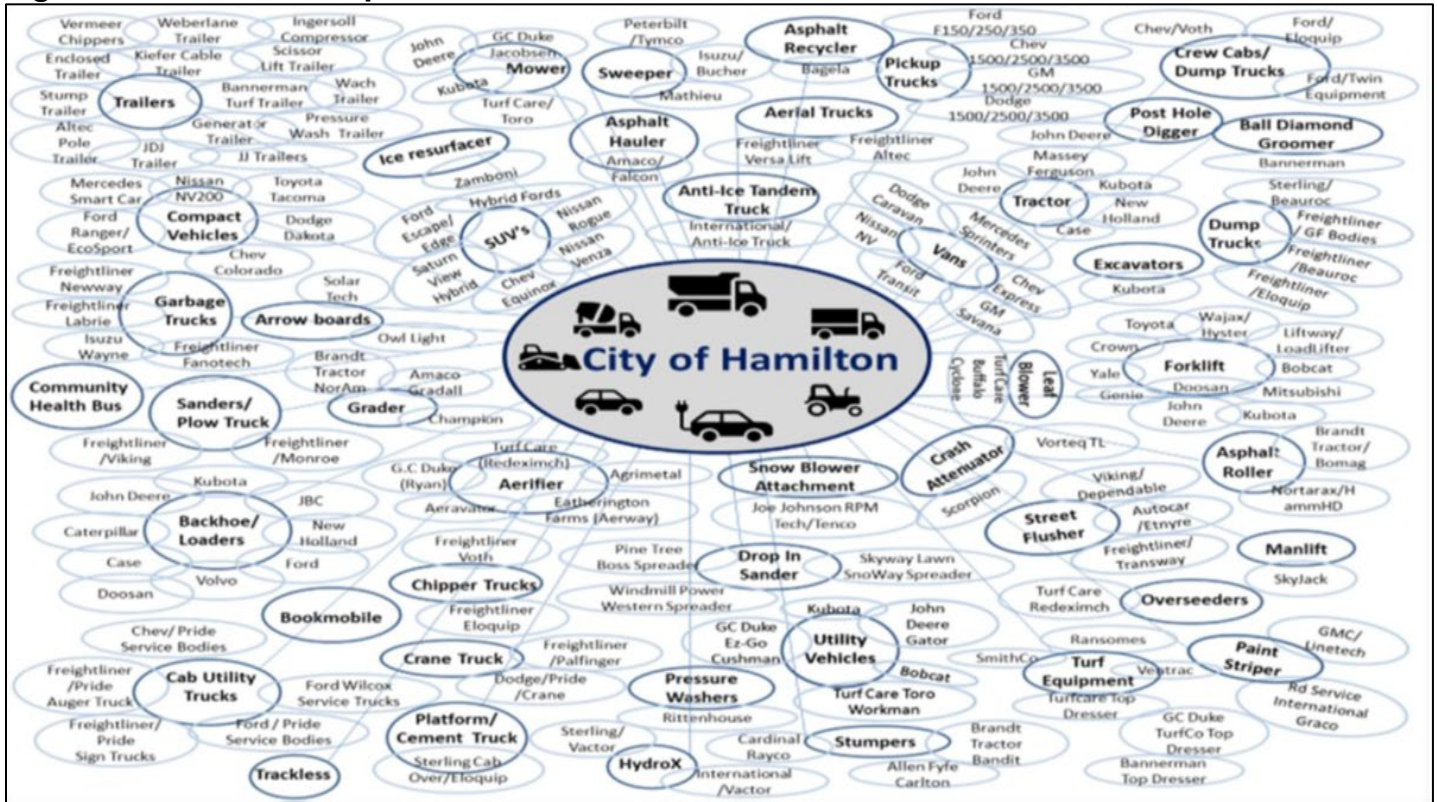 Vermeer
Chippers
Weberlane
Trailer
Ingersoll
Compressor
Enclosed
Trailer
Kiefer Cable
Trailer
Scissor
Lift Trailer
Stump
Trailer
Trailers
Bannerman
Turf Trailer
Wach
Trailer
Altec
Pole
Trailer
JDJ
Trailer
Generator
Trailer
Pressure
Wash Trailer
JJ Trailers
John
Deere
GC Duke
Jacobsen
Mower
Kubota
Turf Care/
Toro
Peterbilt
/Tymco
Sweeper
Isuzu/
Bucher
Mathieu
Asphalt
Recycler
Bagela
Ford
F150/250/350
Pickup
Trucks
Chev
1500/2500/3500
GM
1500/2500/3500
Dodge
1500/2500/3500
Chev/Voth
Ford/
Eloquip
Crew Cabs/
Dump Trucks
Ford/Twin
Equipment
Ice resurfacer
Zamboni
Asphalt
Hauler
Amaco/
Falcon
Aerial Trucks
Freightliner
Versa Lift
Freightliner
Altec
Post Hole
Digger
John Deere
Ball Diamond
Groomer
Bannerman
Mercedes
Smart Car
Nissan
NV200
Toyota
Tacoma
Ford
Ranger/
EcoSport
Compact
Vehicles
Dodge
Dakota
Chev
Colorado
Hybrid Fords
Ford
Escape/
Edge
SUV's
Nissan
Rogue
Nissan
Venza
Saturn
View
Hybrid
Chev
Equinox
Anti-Ice Tandem
Truck
International/
Anti-Ice Truck
Dodge
Caravan
Nissan
NV
Vans
Mercedes
Sprinters
Ford
Transit
Chev
Express
GM
Savana
Massey
Ferguson
John
Deere
Tractor
Kubota
New
Holland
Case
Sterling/
Beauroc
Dump
Trucks
Freightliner
/ GF Bodies
Freightliner
/Beauroc
Freightliner
/Eloquip
Excavators
Kubota
Freightliner
Newway
Garbage
Trucks
Freightliner
Labrie
Isuzu
Wayne
Freightliner
Fanotech
Solar
Tech
Arrow boards
Owl Light
City of Hamilton
Turf Care
Buffalo
Cyclone
Leaf
Blower
Toyota
Wajax/
Hyster
Liftway/
LoadLifter
Crown
Forklift
Bobcat
Yale
Genie
Doosan
Mitsubishi
Community
Health Bus
Sanders/
Plow Truck
Freightliner
/Viking
Freightliner
/Monroe
Brandt
Tractor
NorAm
Amaco
Gradall
Grader
Champion
John
Deere
Kubota
Asphalt
Roller
Brandt
Tractor/
Bomag
Nortarax/H
ammHD
Crash
Attenuator
Vorteq TL
Scorpion
Turf Care
(Redeximch)
G.C Duke
(Ryan)
Aerifier
Agrimetal
Aeravator
Eatherington
Farms (Aerway)
Snow Blower
Attachment
Joe Johnson RPM
Tech/Tenco
Viking/
Dependable
Street
Flusher
Autocar
/Etnyre
Freightliner/
Transway
Manlift
SkyJack
Kubota
John Deere
JBC
Caterpillar
Backhoe/
Loaders
New
Holland
Case
Ford
Volvo
Doosan
Freightliner
Voth
Chipper Trucks
Freightliner
Eloquip
Pine Tree
Boss Spreader
Drop In
Sander
Skyway Lawn
SnoWay Spreader
Windmill Power
Western Spreader
Turf Care
Redeximch
Overseeders
Bookmobile
Chev/ Pride
Service Bodies
Freightliner
/Pride
Auger Truck
Cab Utility
Trucks
Ford Wilcox
Service Trucks
Freightliner/
Pride
Sign Trucks
Ford / Pride
Service Bodies
Crane Truck
Freightliner
/Palfinger
Dodge/Pride
/Crane
Kubota
GC Duke
Ez-Go
Cushman
Utility
Vehicles
John
Deere
Gator
Bobcat
Turf Care Toro
Workman
Pressure
Washers
Rittenhouse
Ransomes
SmithCo
Turf
Equipment
Ventrac
Turfcare Top
Dresser
GC Duke
TurfCo Top
Dresser
Bannerman
Top Dresser
GMC/
Linetech
Paint
Striper
Rd Service
International
Graco
Trackless
Platform/
Cement Truck
Sterling Cab
Over/Eloquip
Sterling/
Vactor
HydroX
International
/Vactor
Cardinal
Rayco
Stumpers
Brandt
Tractor
Bandit
Allen Fyfe
Carlton